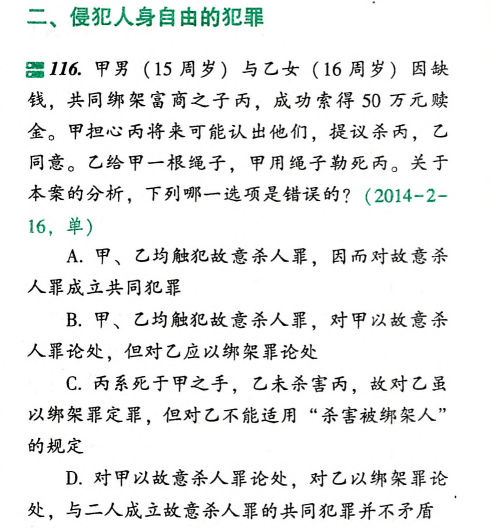 二、侵犯人身自由的犯罪
116. 甲男（15 周岁）与乙女（16 周岁）因缺
钱，共同绑架富商之子丙，成功索得 50 万元赎
金。甲担心丙将来可能认出他们，提议杀丙，乙
同意。乙给甲一根绳子，甲用绳子勒死丙。关于
本案的分析，下列哪一选项是错误的？（2014-2-
16，单）
A. 甲、乙均触犯故意杀人罪，因而对故意杀
人罪成立共同犯罪
B. 甲、乙均触犯故意杀人罪，对甲以故意杀
人罪论处，但对乙应以绑架罪论处
C. 丙系死于甲之手，乙未杀害丙，故对乙虽
以绑架罪定罪，但对乙不能适用“杀害被绑架人”
的规定
D. 对甲以故意杀人罪论处，对乙以绑架罪论
处，与二人成立故意杀人罪的共同犯罪并不矛盾